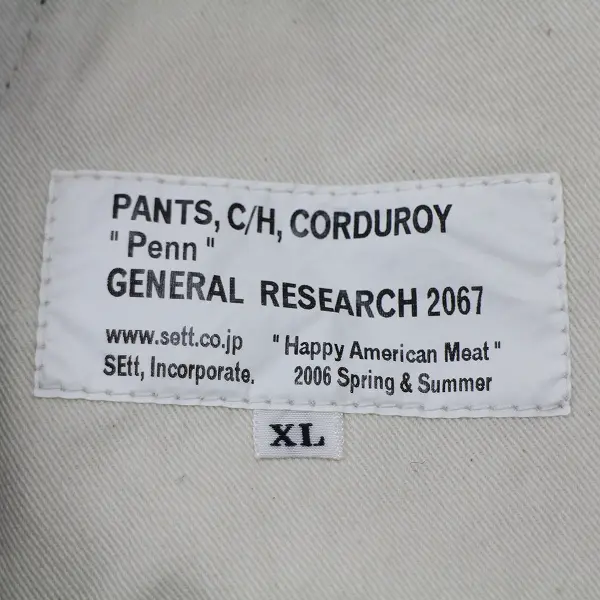 PANTS, C/H, CORDUROY
" Penn "
GENERAL RESEARCH 2067
www.sett.co.jp " Happy American Meat "
SEtt, Incorporate. 2006 Spring & Summer
XL